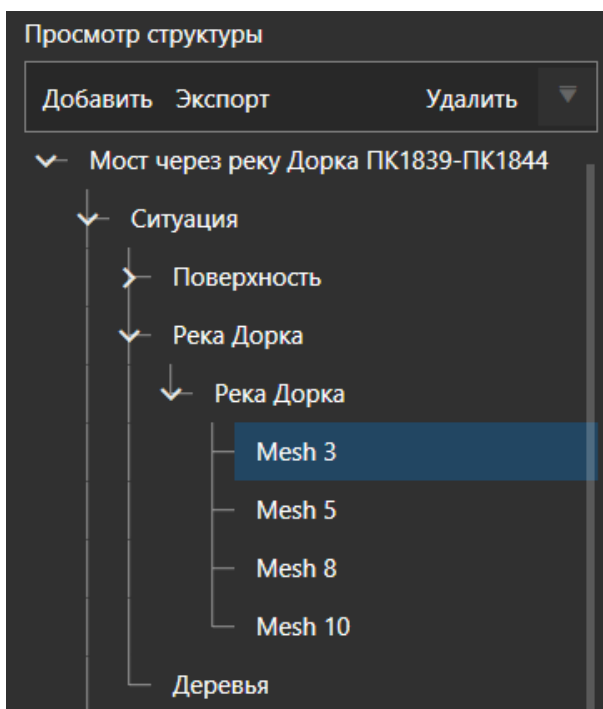 Просмотр структуры
Добавить Экспорт Удалить
Мост через реку Дорка ПК1839-ПК1844
Ситуация
Поверхность
Река Дорка
Река Дорка
Mesh 3
Mesh 5
Mesh 8
Mesh 10
Деревья